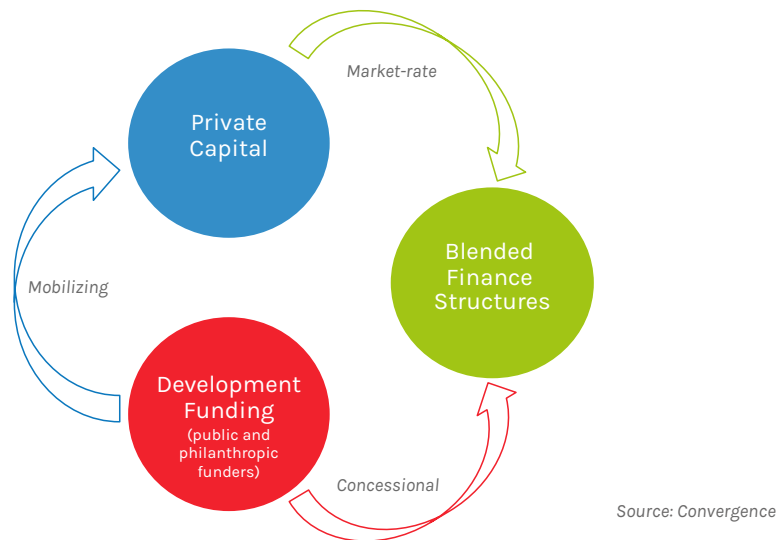 Market-rate
Private
Capital
Blended
Finance
Structures
Mobilizing
Development
Funding
(public and
philanthropic
funders)
Concessional
Source: Convergence